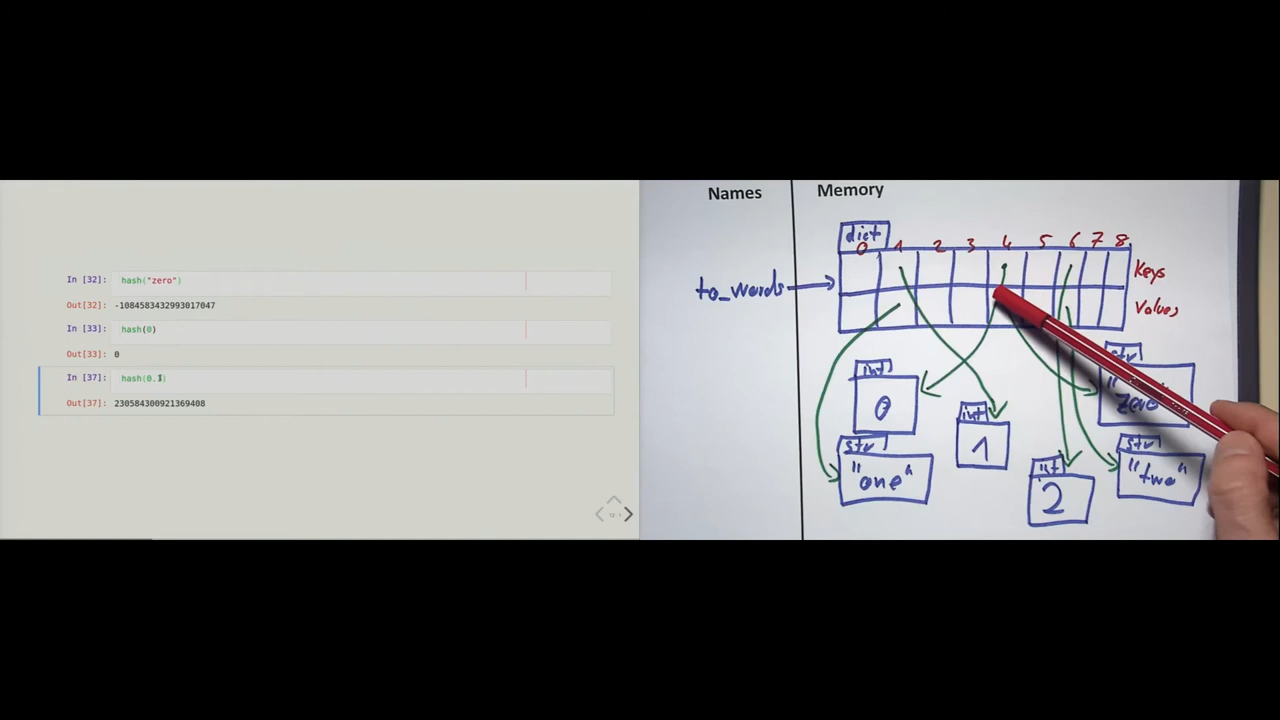 In [32]: hash("zero")
Out[32]: -1084583432993017047
In [33]: hash(0)
Out[33]: 0
In [37]: hash(0.1)
Out[37]: 230584300921369408
Names
Memory
dict
0 1 2 3 4 5 6 7 8
Keys
to_words
Values
int
0
int
1
str
"zero"
str
"one"
int
2
str
"two"